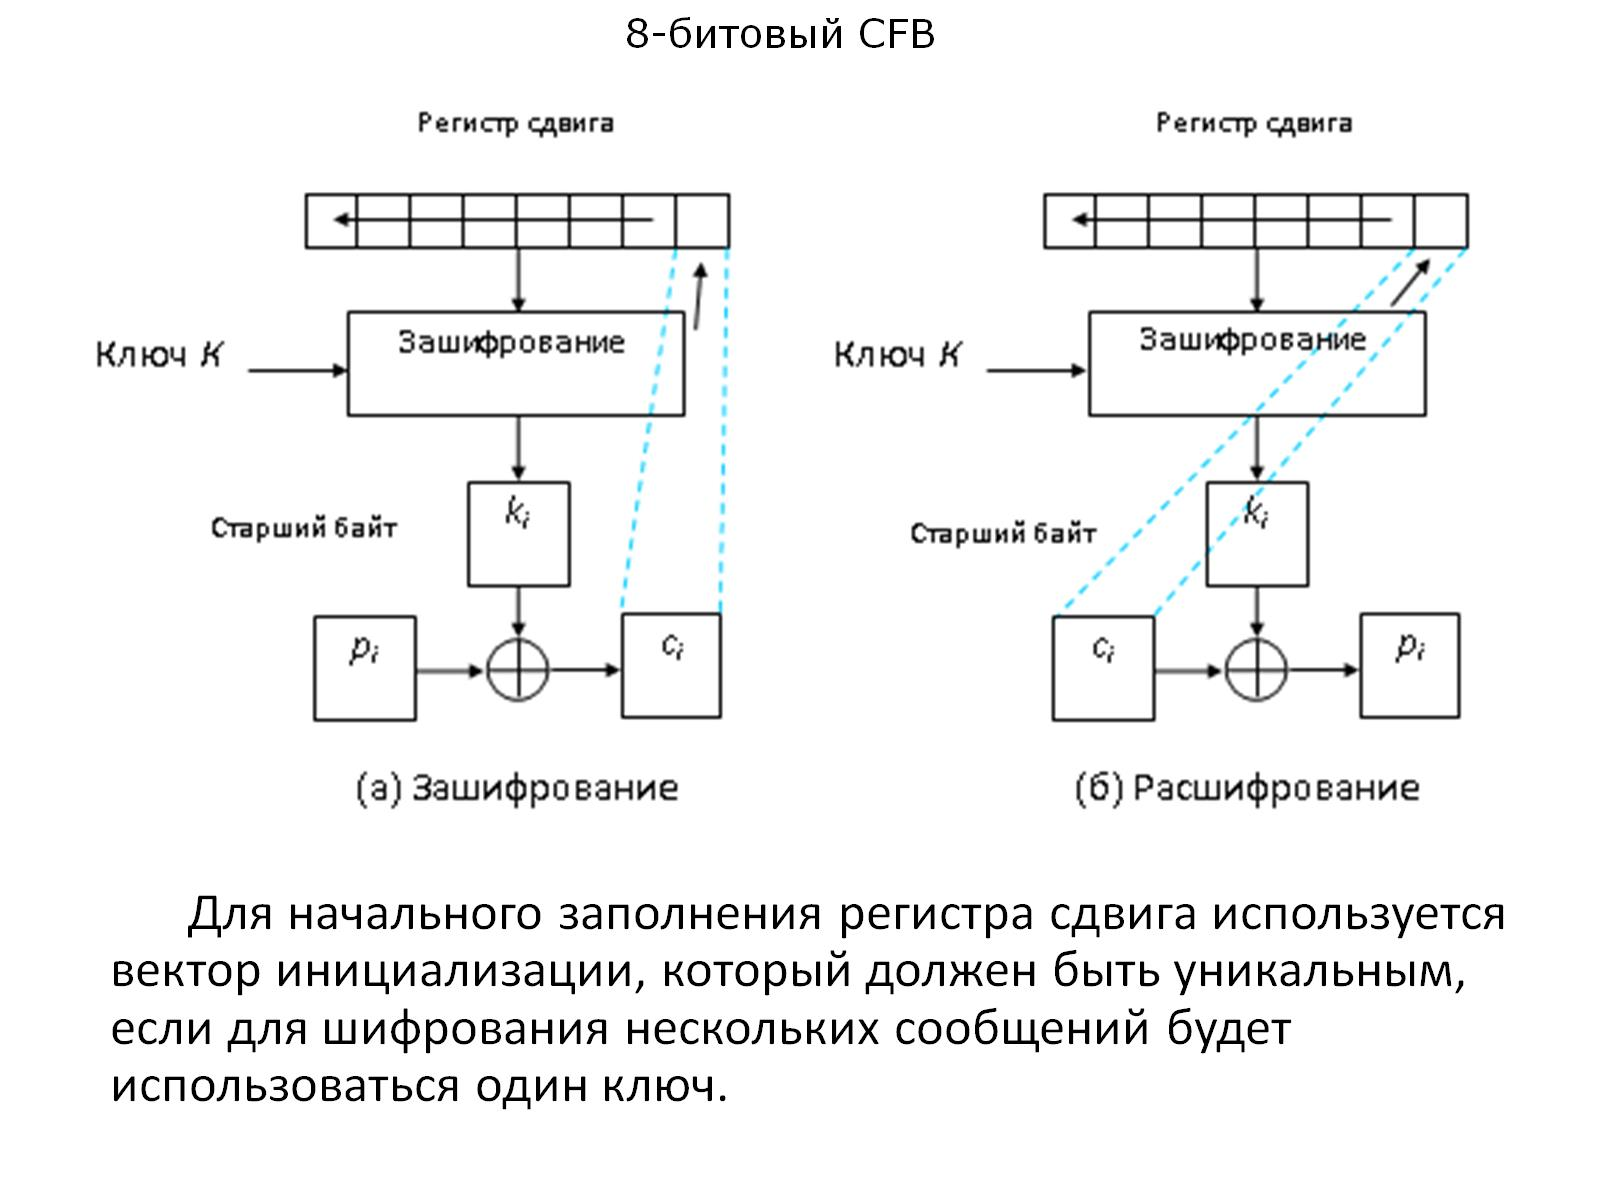 8-битовый CFB
Регистр сдвига
Ключ K
Зашифрование
Старший байт
ki
pi
ci
(а) Зашифрование
Регистр сдвига
Ключ K
Зашифрование
Старший байт
ki
ci
pi
(б) Расшифрование
Для начального заполнения регистра сдвига используется
вектор инициализации, который должен быть уникальным,
если для шифрования нескольких сообщений будет
использоваться один ключ.